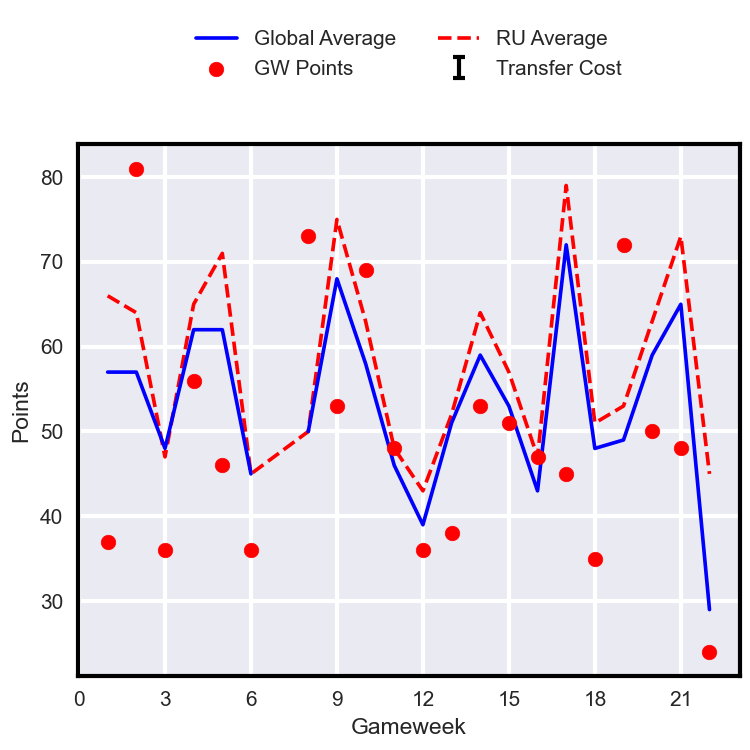 Global Average
RU Average
GW Points
Transfer Cost
80
70
60
50
40
30
Points
0 3 6 9 12 15 18 21
Gameweek